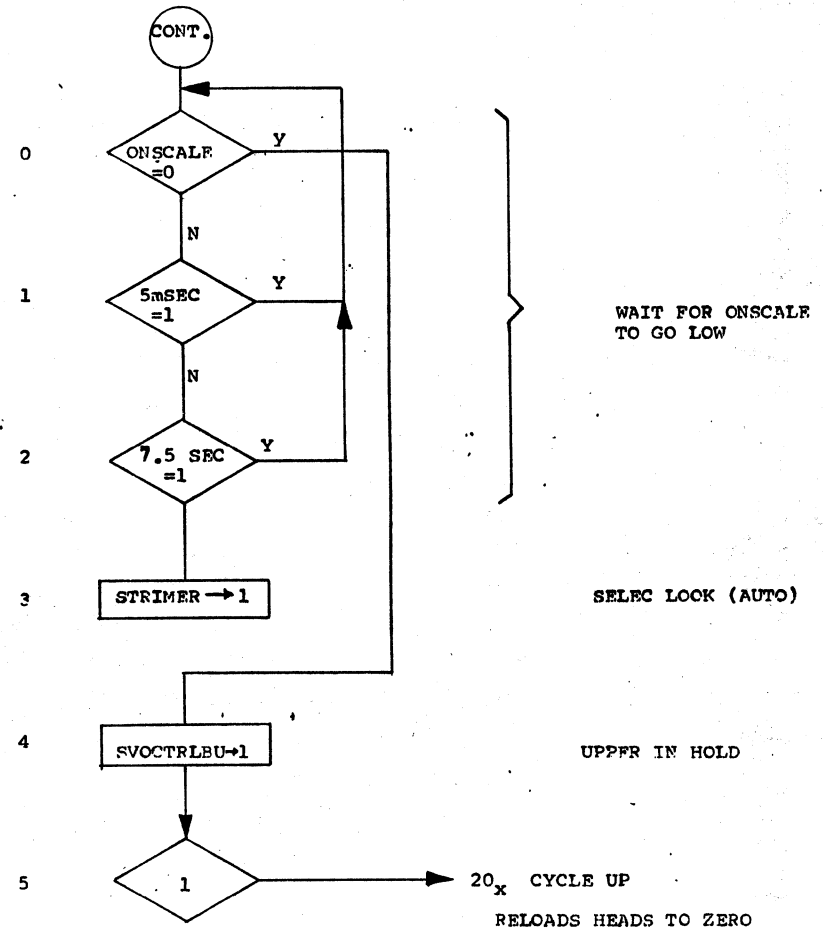 CONT.
0
ONSCALE
=0
Y
N
1
5mSEC
=1
Y
N
WAIT FOR ONSCALE
TO GO LOW
2
7.5 SEC
=1
Y
3
STRIMER → 1
SELEC LOOK (AUTO)
4
SVOCTRLBU→1
UPPER IN HOLD
5
1
20x CYCLE UP
RELOADS HEADS TO ZERO